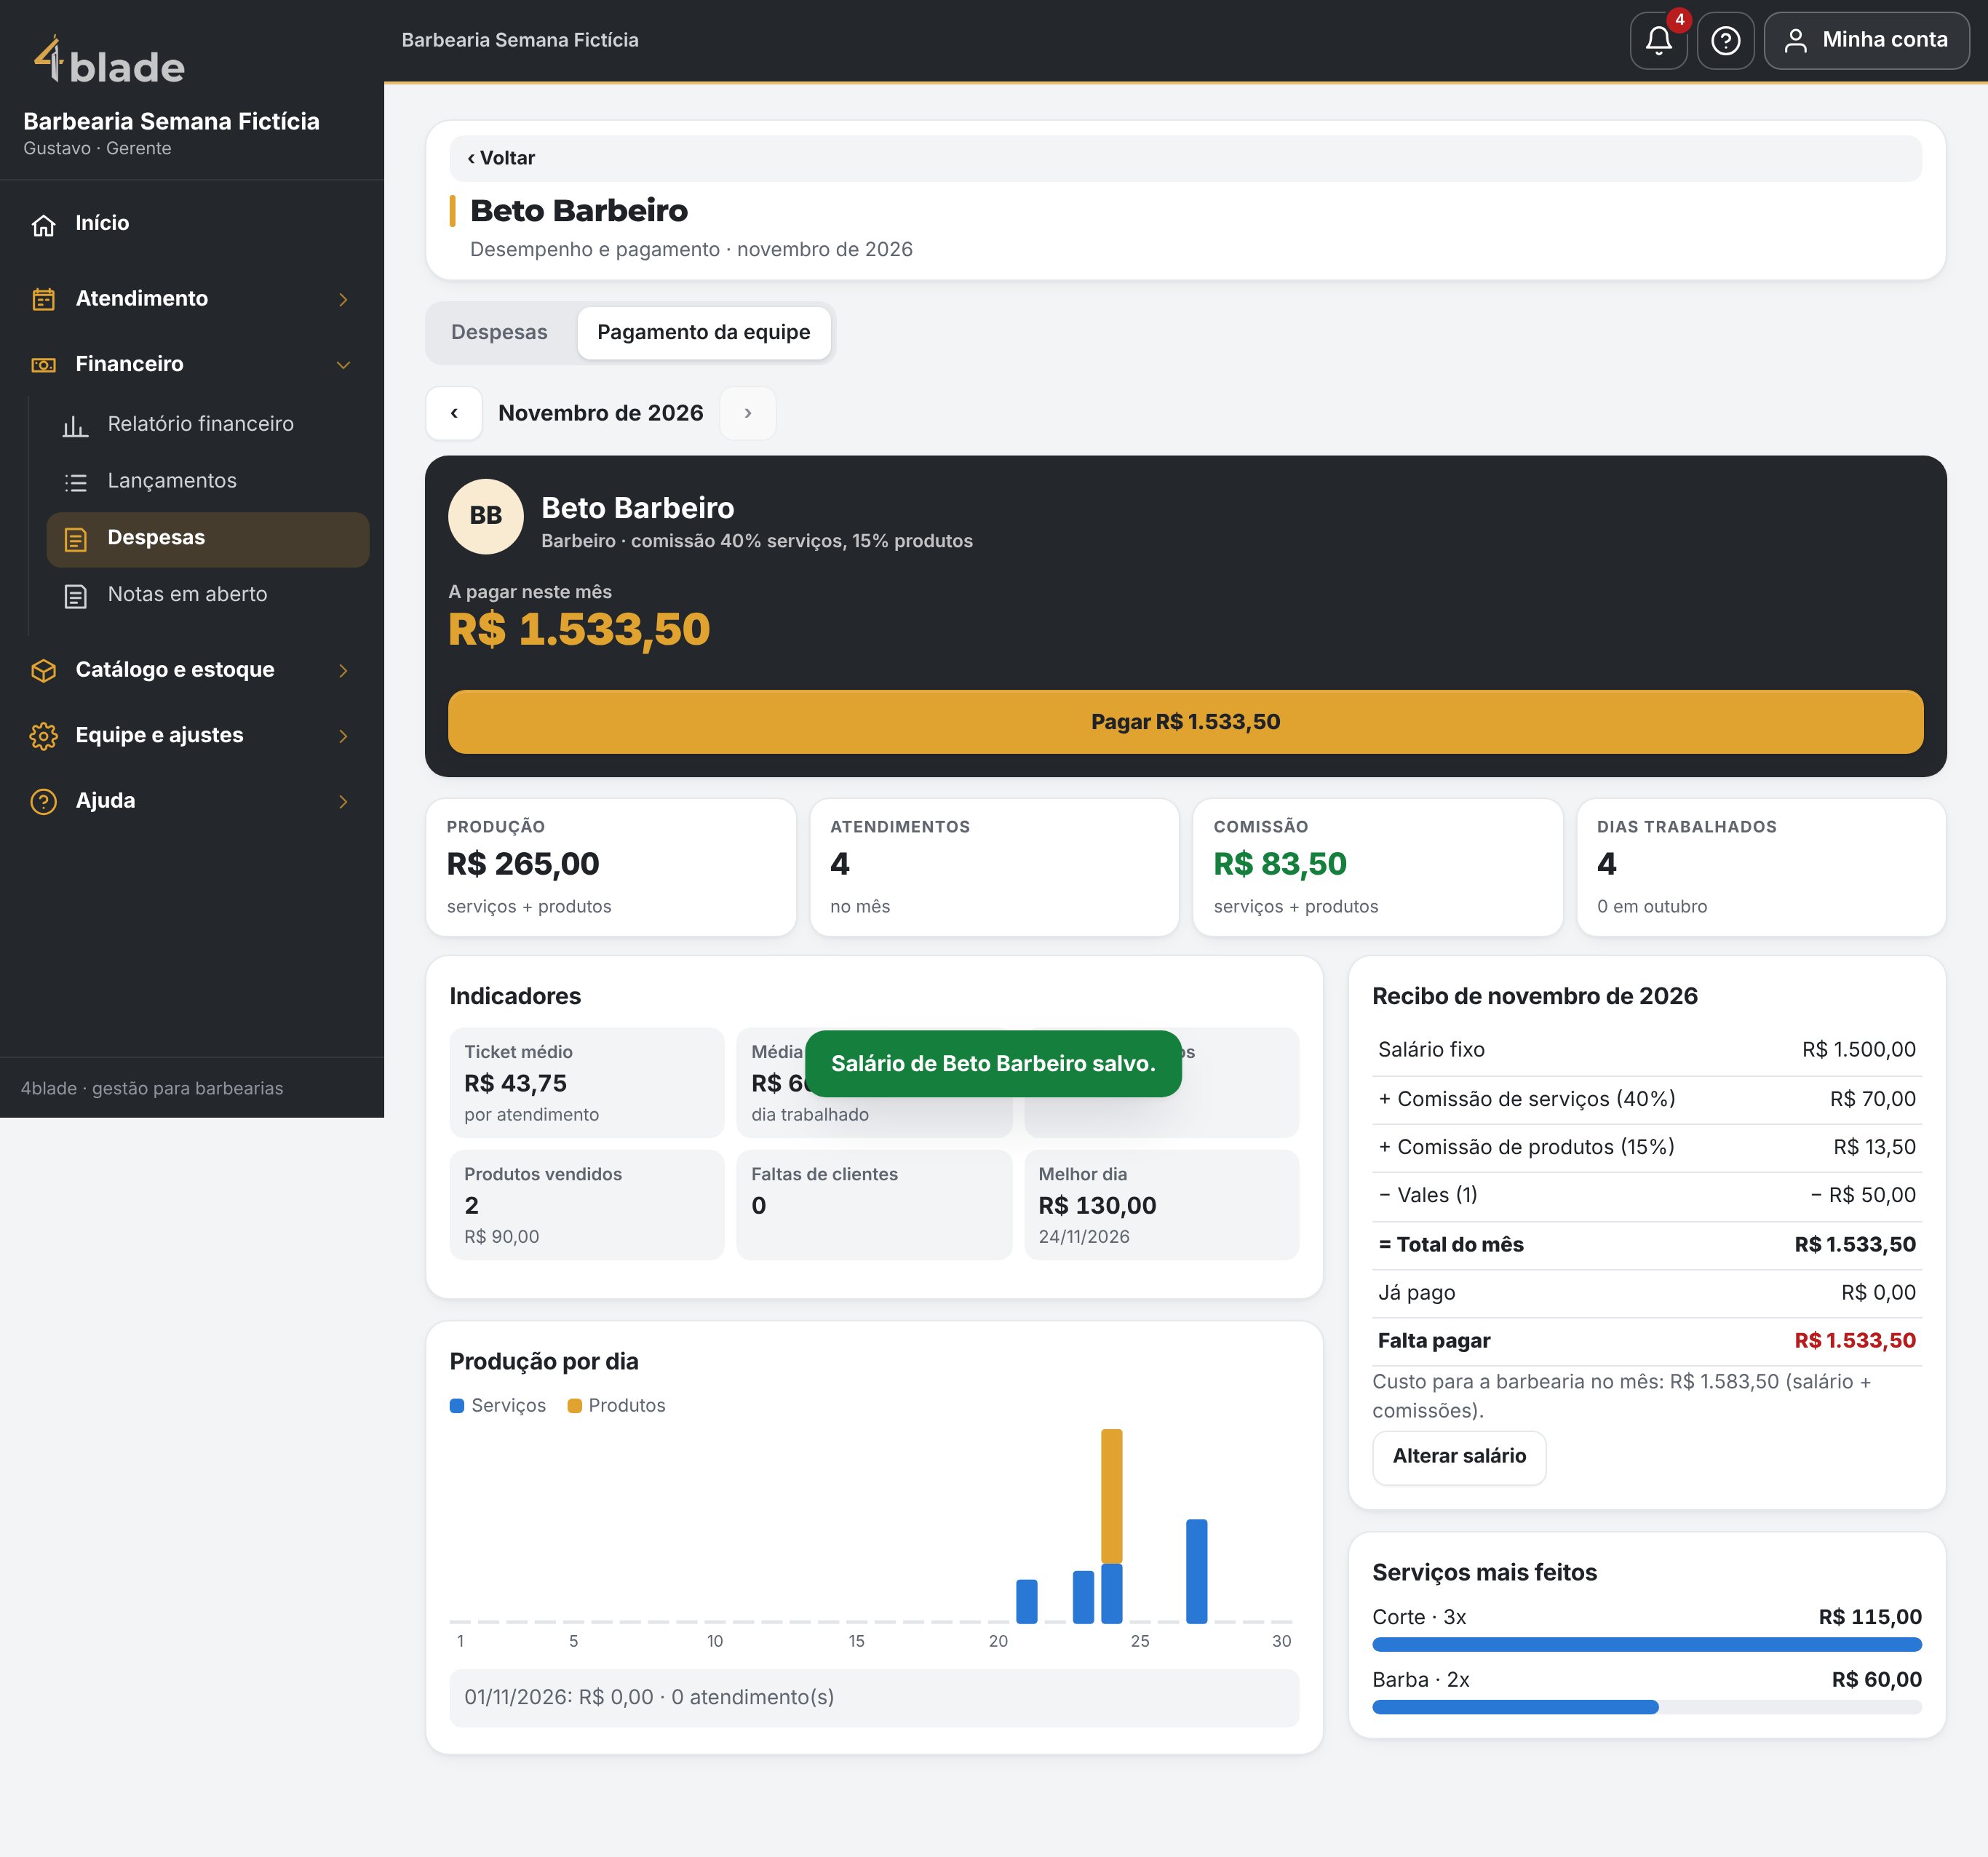 4blade
Barbearia Semana Fictícia
Gustavo · Gerente
Início
Atendimento
Financeiro
Relatório financeiro
Lançamentos
Despesas
Notas em aberto
Catálogo e estoque
Equipe e ajustes
Ajuda
4blade · gestão para barbearias
Barbearia Semana Fictícia
4
Minha conta
‹ Voltar
Beto Barbeiro
Desempenho e pagamento · novembro de 2026
Despesas
Pagamento da equipe
‹ Novembro de 2026 ›
BB
Beto Barbeiro
Barbeiro · comissão 40% serviços, 15% produtos
A pagar neste mês
R$ 1.533,50
Pagar R$ 1.533,50
PRODUÇÃO
R$ 265,00
serviços + produtos
ATENDIMENTOS
4
no mês
COMISSÃO
R$ 83,50
serviços + produtos
DIAS TRABALHADOS
4
0 em outubro
Indicadores
Ticket médio
R$ 43,75
por atendimento
Média
R$
dia trabalhado
Salário de Beto Barbeiro salvo.
Produtos vendidos
2
R$ 90,00
Faltas de clientes
0
Melhor dia
R$ 130,00
24/11/2026
Produção por dia
Serviços
Produtos
1 5 10 15 20 25 30
01/11/2026: R$ 0,00 · 0 atendimento(s)
Recibo de novembro de 2026
Salário fixo R$ 1.500,00
+ Comissão de serviços (40%) R$ 70,00
+ Comissão de produtos (15%) R$ 13,50
− Vales (1) − R$ 50,00
= Total do mês R$ 1.533,50
Já pago R$ 0,00
Falta pagar R$ 1.533,50
Custo para a barbearia no mês: R$ 1.583,50 (salário +
comissões).
Alterar salário
Serviços mais feitos
Corte · 3x R$ 115,00
Barba · 2x R$ 60,00